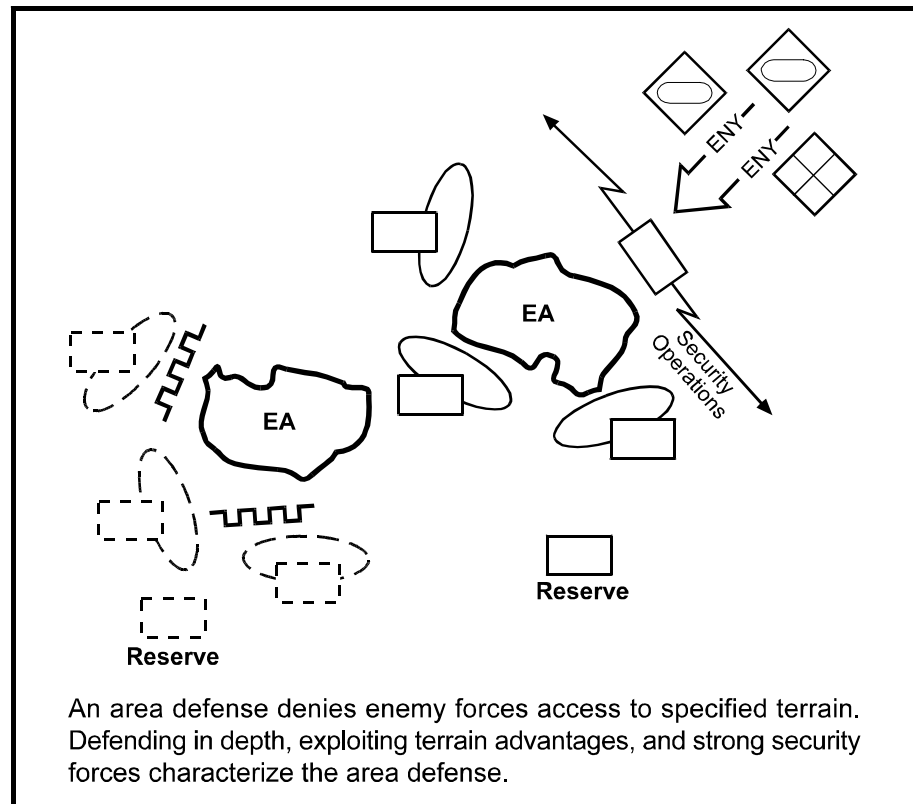 ENY
ENY
EA
Security
Operations
EA
Reserve
Reserve
An area defense denies enemy forces access to specified terrain.
Defending in depth, exploiting terrain advantages, and strong security
forces characterize the area defense.